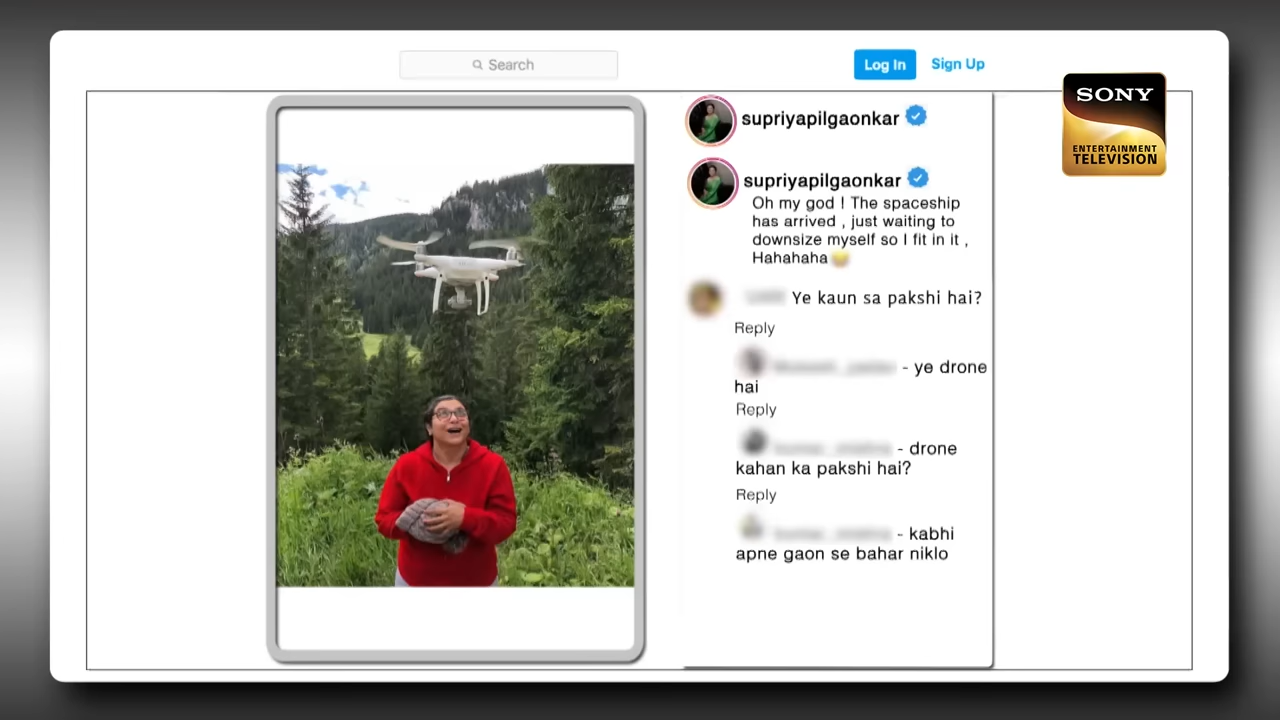 Search
Log In
Sign Up
SONY
ENTERTAINMENT
TELEVISION
supriyapilgaonkar
supriyapilgaonkar
Oh my god ! The spaceship
has arrived , just waiting to
downsize myself so I fit in it ,
Hahahaha
Ye kaun sa pakshi hai?
Reply
- ye drone
hai
Reply
- drone
kahan ka pakshi hai?
Reply
- kabhi
apne gaon se bahar niklo